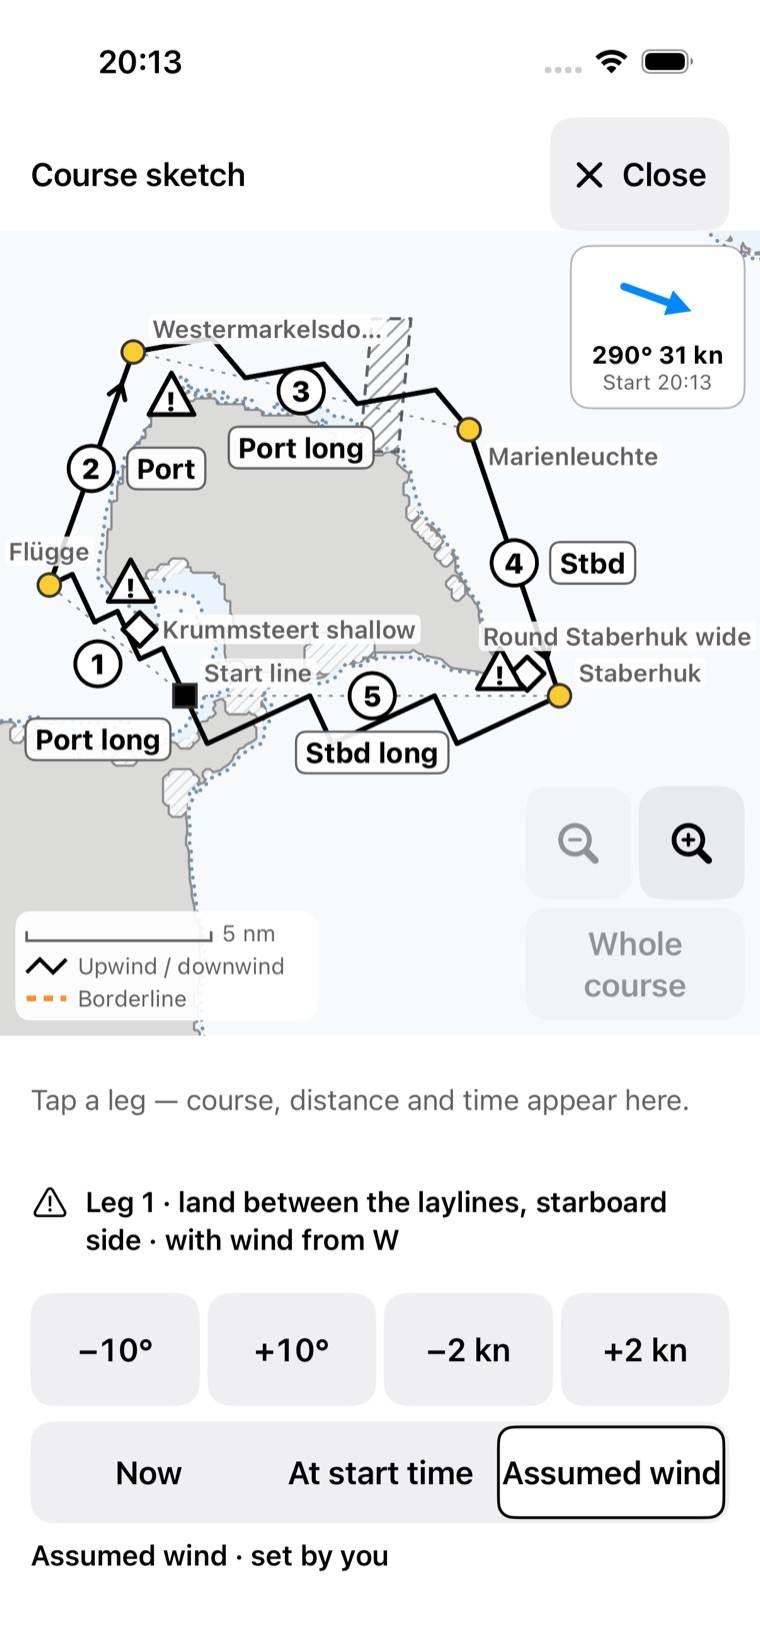 20:13
Course sketch
Close
290° 31 kn
Start 20:13
Westermarkelsdo...
3
Port long
2
Port
Marienleuchte
Flügge
4
Stbd
Krummsteert shallow
Round Staberhuk wide
1
Start line
5
Staberhuk
Port long
Stbd long
5 nm
Upwind / downwind
Borderline
Whole
course
Tap a leg — course, distance and time appear here.
Leg 1 · land between the laylines, starboard
side · with wind from W
−10°
+10°
−2 kn
+2 kn
Now
At start time
Assumed wind
Assumed wind · set by you